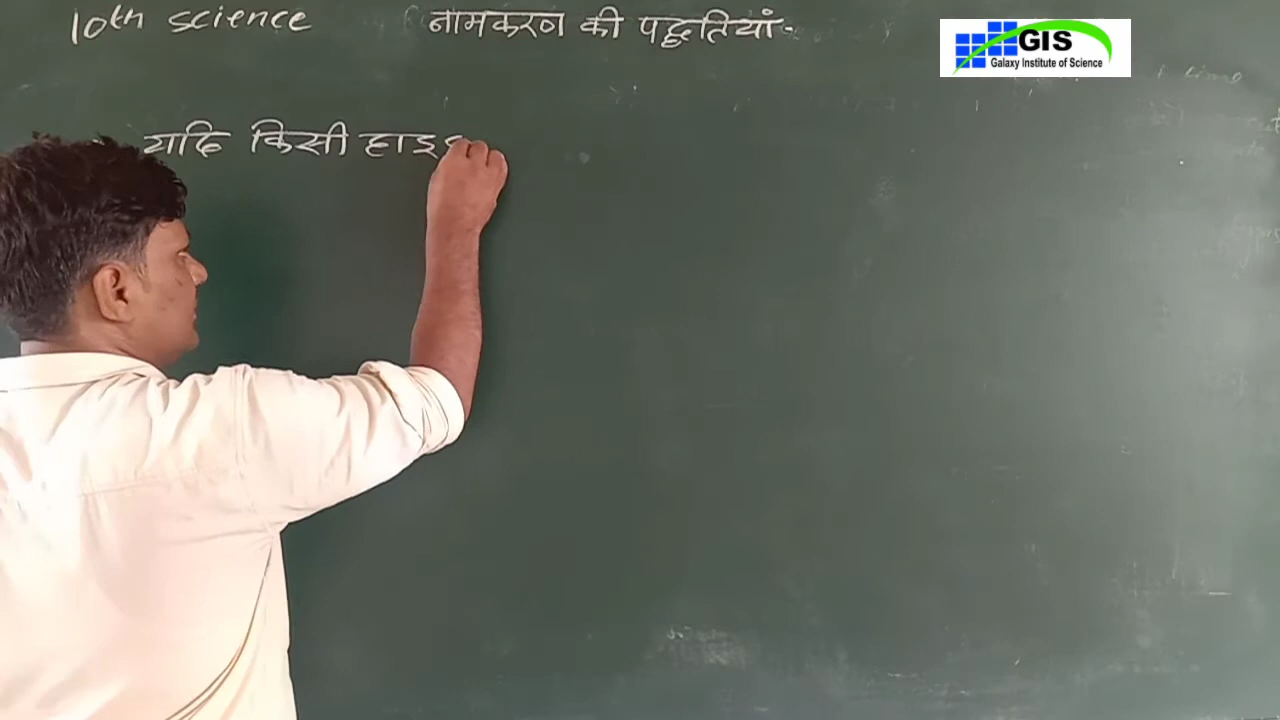 10th science नामकरण की पद्धतियां-
GIS
Galaxy Institute of Science
यदि किसी हाइ